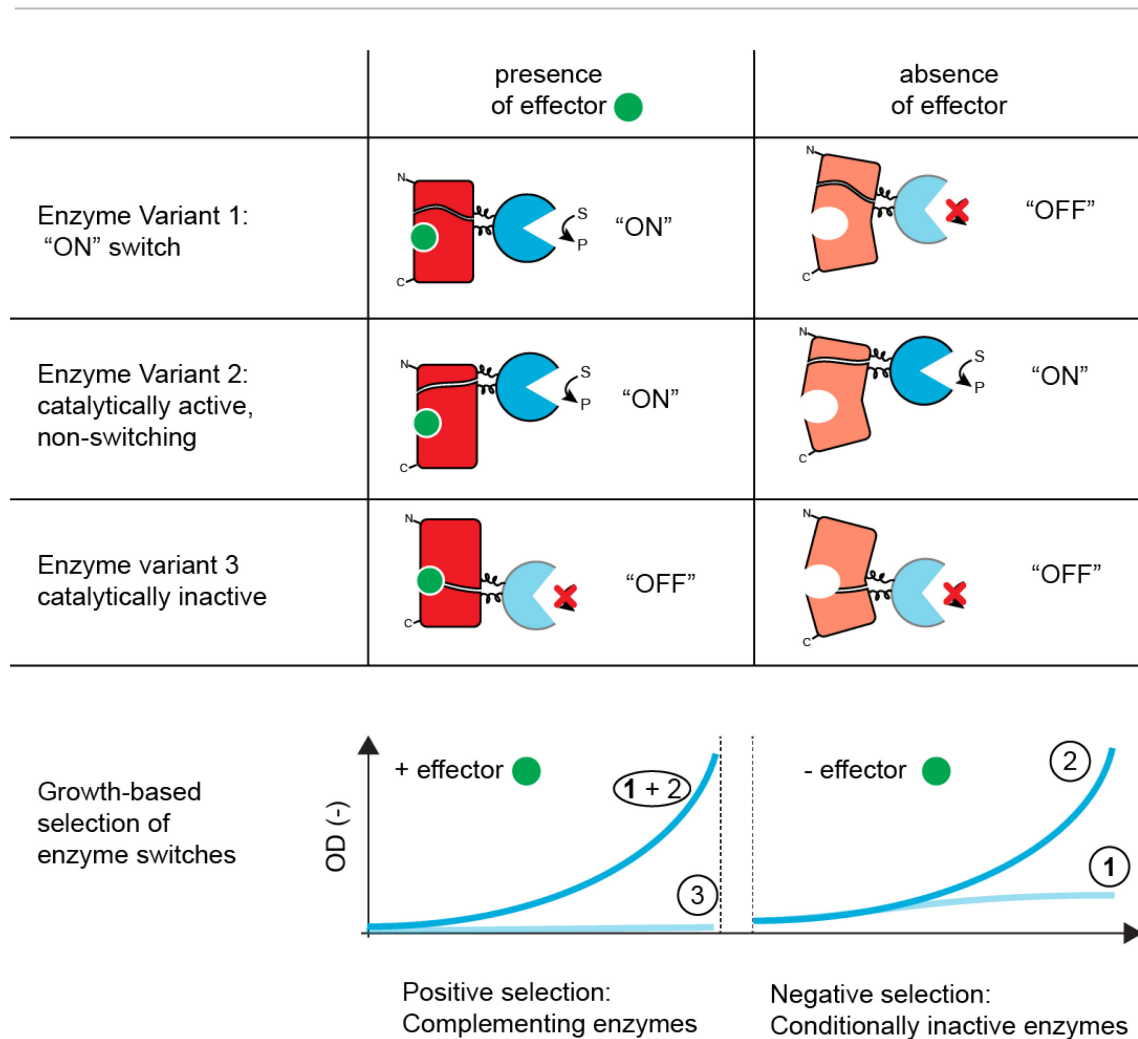 presence
of effector
absence
of effector
Enzyme Variant 1:
“ON” switch
N
C
S
P
“ON”
N
C
“OFF”
Enzyme Variant 2:
catalytically active,
non-switching
N
C
S
P
“ON”
N
C
S
P
“ON”
Enzyme variant 3
catalytically inactive
N
C
“OFF”
N
C
“OFF”
Growth-based
selection of
enzyme switches
OD (-)
+ effector
1 + 2
3
- effector
2
1
Positive selection:
Complementing enzymes
Negative selection:
Conditionally inactive enzymes